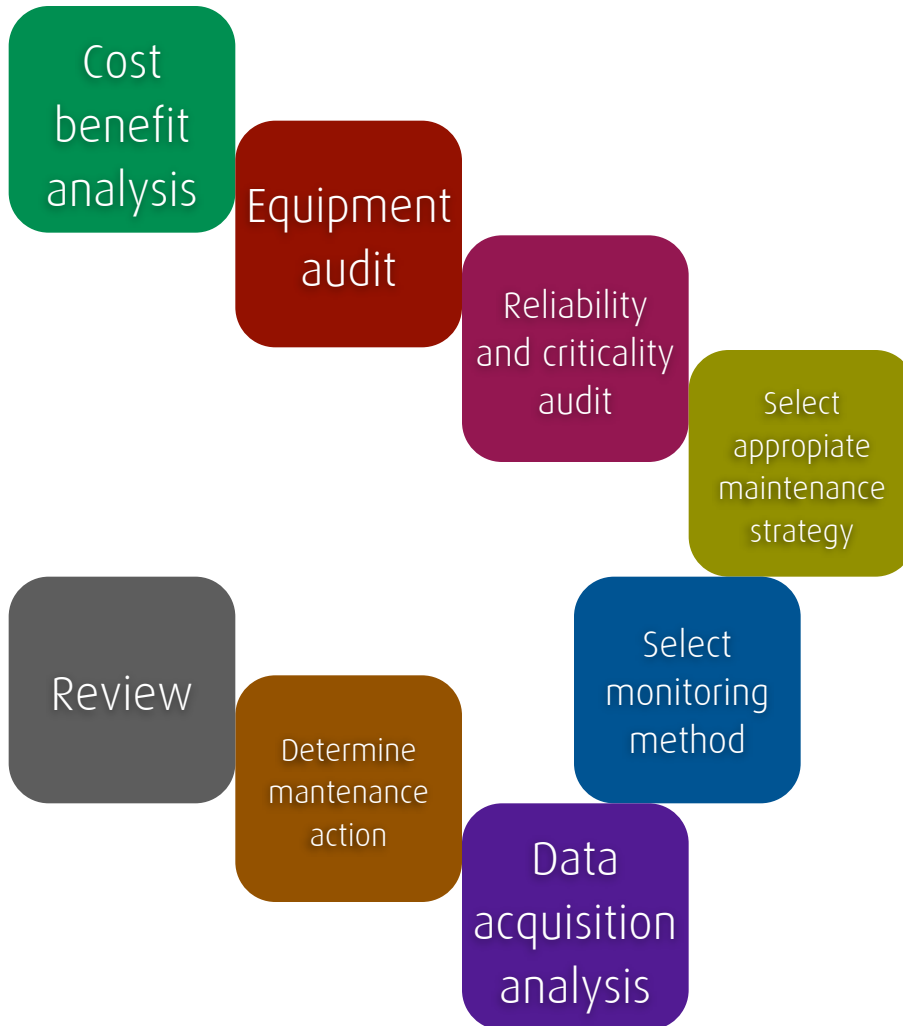 Cost
benefit
analysis
Equipment
audit
Reliability
and criticality
audit
Select
appropiate
maintenance
strategy
Select
monitoring
method
Data
acquisition
analysis
Determine
mantenance
action
Review